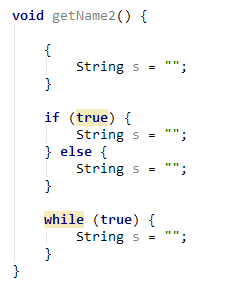 void getName2() {
{
String s = "";
}
if (true) {
String s = "";
} else {
String s = "";
}
while (true) {
String s = "";
}
}